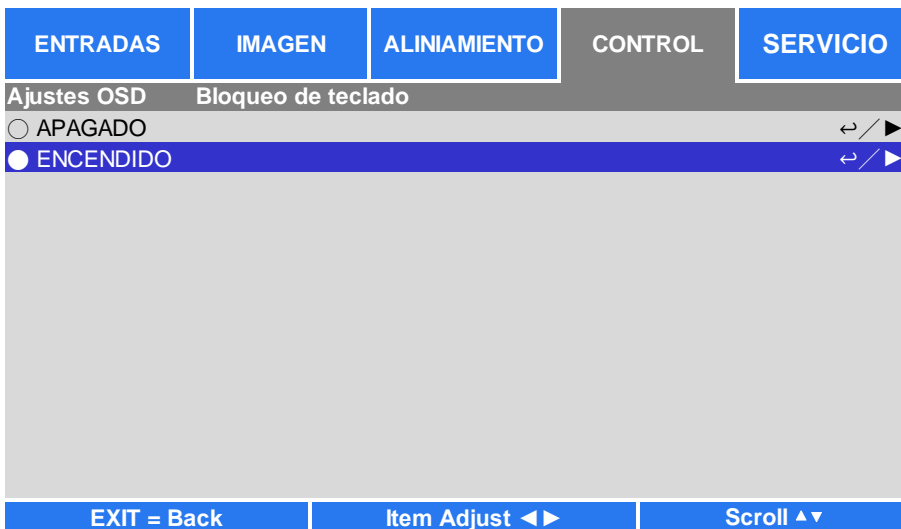 ENTRADAS IMAGEN ALINIAMIENTO CONTROL SERVICIO
Ajustes OSD Bloqueo de teclado
○ APAGADO ↩／▶
● ENCENDIDO ↩／▶
EXIT = Back Item Adjust ◀▶ Scroll ▲▼